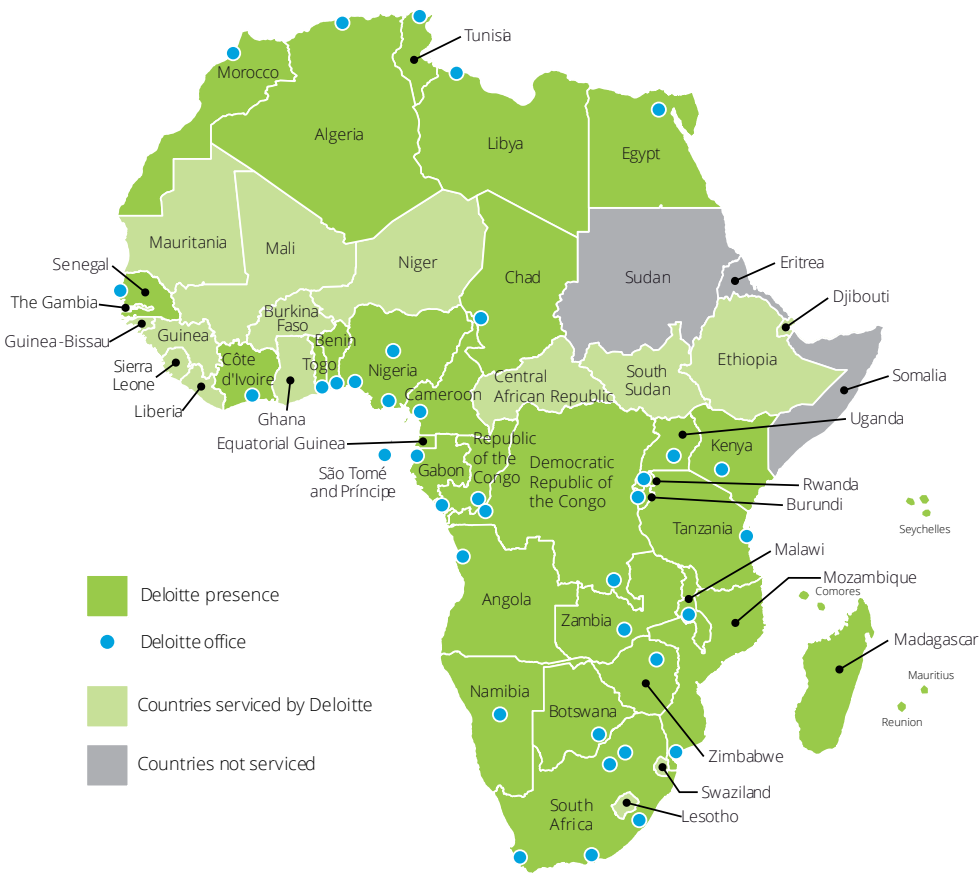 Tunisia
Morocco
Algeria
Libya
Egypt
Mauritania
Mali
Niger
Chad
Sudan
Eritrea
Senegal
The Gambia
Guinea-Bissau
Djibouti
Burkina
Faso
Guinea
Benin
Togo
Nigeria
Côte
d'Ivoire
Sierra
Leone
Liberia
Ghana
Cameroon
Central
African Republic
South
Sudan
Ethiopia
Somalia
Uganda
Equatorial Guinea
Republic
of the
Congo
Gabon
São Tomé
and Príncipe
Democratic
Republic of
the Congo
Kenya
Rwanda
Burundi
Tanzania
Seychelles
Malawi
Mozambique
Comores
Angola
Zambia
Madagascar
Mauritius
Reunion
Namibia
Botswana
Zimbabwe
Swaziland
Lesotho
South
Africa
Deloitte presence
Deloitte office
Countries serviced by Deloitte
Countries not serviced